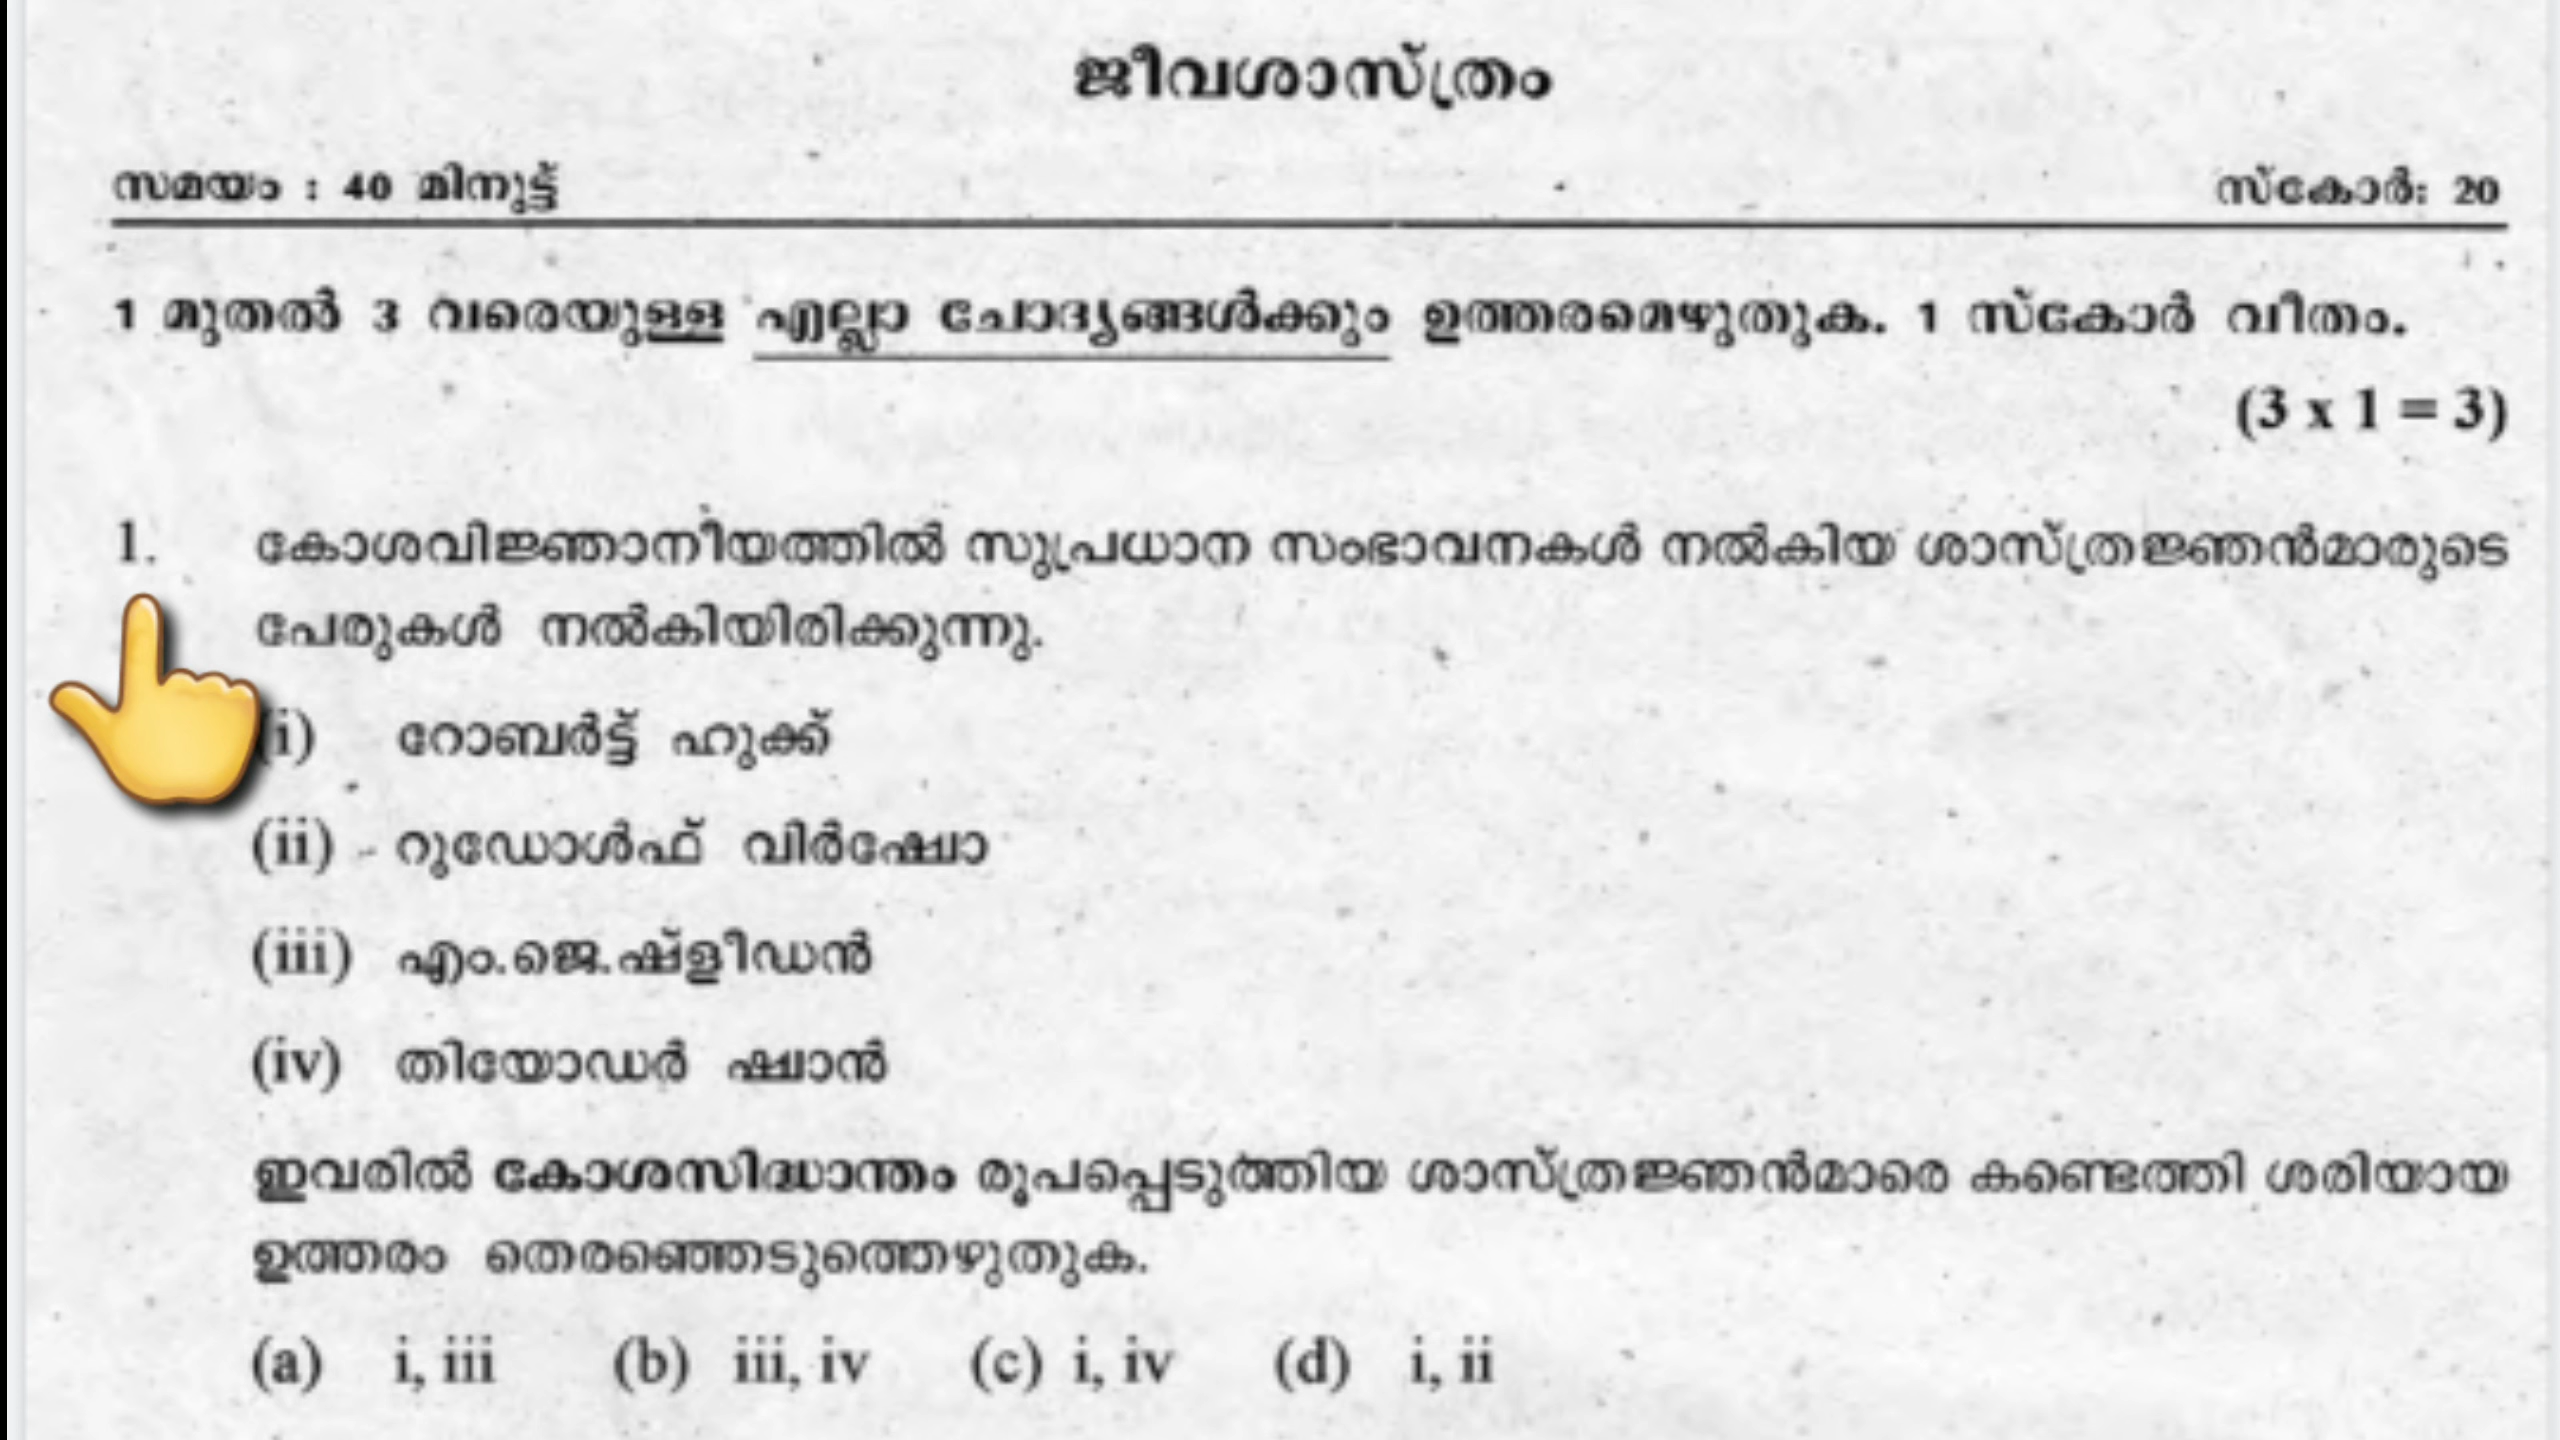 ജീവശാസ്ത്രം
സമയം : 40 മിനുട്ട് സ്കോർ: 20
1 മുതൽ 3 വരെയുള്ള എല്ലാ ചോദ്യങ്ങൾക്കും ഉത്തരമെഴുതുക. 1 സ്കോർ വീതം.
(3 x 1 = 3)
1. കോശവിജ്ഞാനീയത്തിൽ സുപ്രധാന സംഭാവനകൾ നൽകിയ ശാസ്ത്രജ്ഞൻമാരുടെ
പേരുകൾ നൽകിയിരിക്കുന്നു.
(i) റോബർട്ട് ഹുക്ക്
(ii) റുഡോൾഫ് വിർഷ്വോ
(iii) എം.ജെ.ഷ്ളീഡൻ
(iv) തിയോഡർ ഷ്വാൻ
ഇവരിൽ കോശസിദ്ധാന്തം രൂപപ്പെടുത്തിയ ശാസ്ത്രജ്ഞൻമാരെ കണ്ടെത്തി ശരിയായ
ഉത്തരം തെരഞ്ഞെടുത്തെഴുതുക.
(a) i, iii (b) iii, iv (c) i, iv (d) i, ii